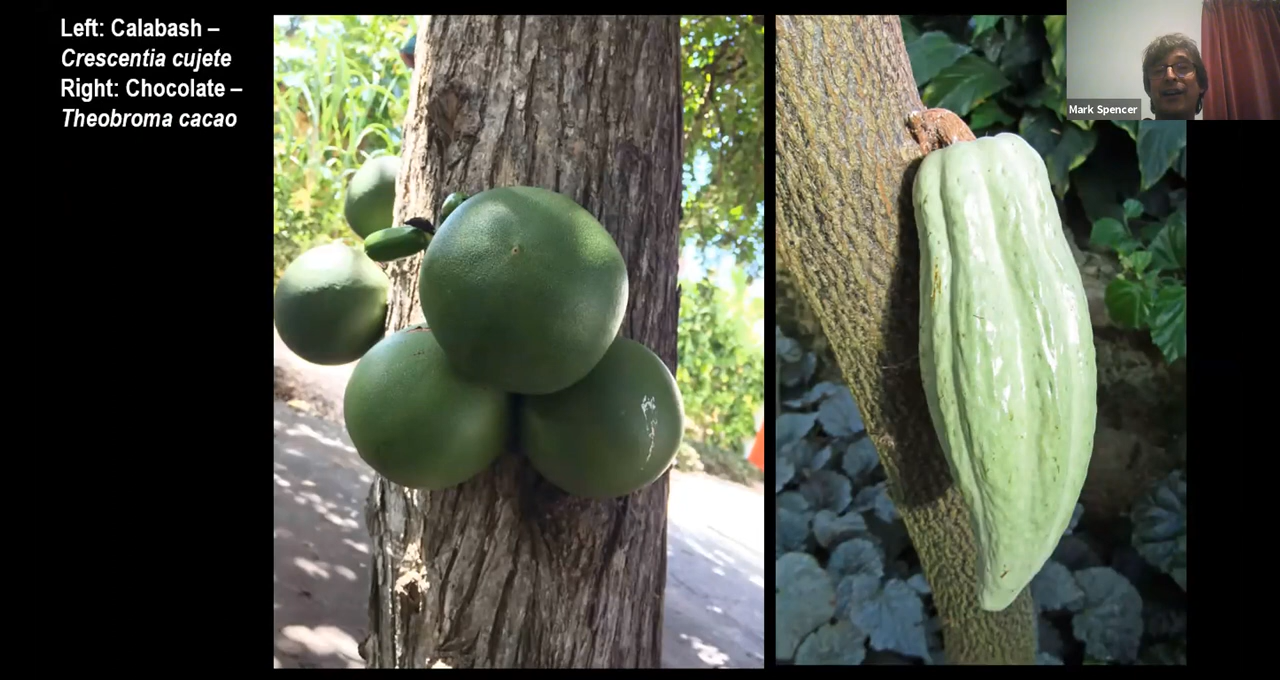 Left: Calabash –
Crescentia cujete
Right: Chocolate –
Theobroma cacao
Mark Spencer